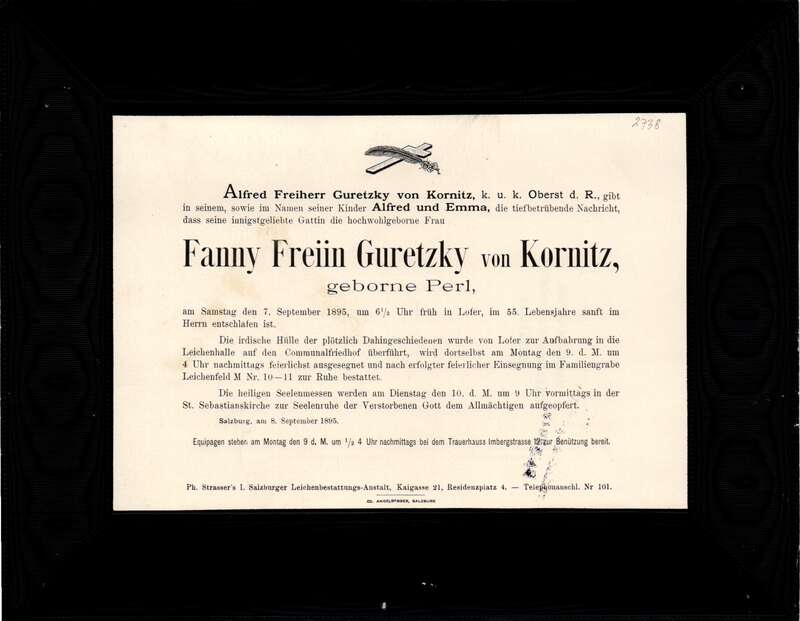 2738
Alfred Freiherr Guretzky von Kornitz, k. u. k. Oberst d. R., gibt
in seinem, sowie im Namen seiner Kinder Alfred und Emma, die tiefbetrübende Nachricht,
dass seine innigstgeliebte Gattin die hochwohlgeborne Frau
Fanny Freiin Guretzky von Kornitz,
geborne Perl,
am Samstag den 7. September 1895, um 6 1/2 Uhr früh in Lofer, im 55. Lebensjahre sanft im
Herrn entschlafen ist.
Die irdische Hülle der plötzlich Dahingeschiedenen wurde von Lofer zur Aufbahrung in die
Leichenhalle auf den Communalfriedhof überführt, wird dortselbst am Montag den 9. d. M. um
4 Uhr nachmittags feierlichst ausgesegnet und nach erfolgter feierlicher Einsegnung im Familiengrabe
Leichenfeld M Nr. 10—11 zur Ruhe bestattet.
Die heiligen Seelenmessen werden am Dienstag den 10. d. M. um 9 Uhr vormittags in der
St. Sebastianskirche zur Seelenruhe der Verstorbenen Gott dem Allmächtigen aufgeopfert.
Salzburg, am 8. September 1895.
Equipagen stehen am Montag den 9 d. M. um 1/2 4 Uhr nachmittags bei dem Trauerhause Imbergstrasse zur Benützung bereit.
Ph. Strasser's I. Salzburger Leichenbestattungs-Anstalt, Kaigasse 21, Residenzplatz 4. — Telephonanschl. Nr 101.
SALZBURG